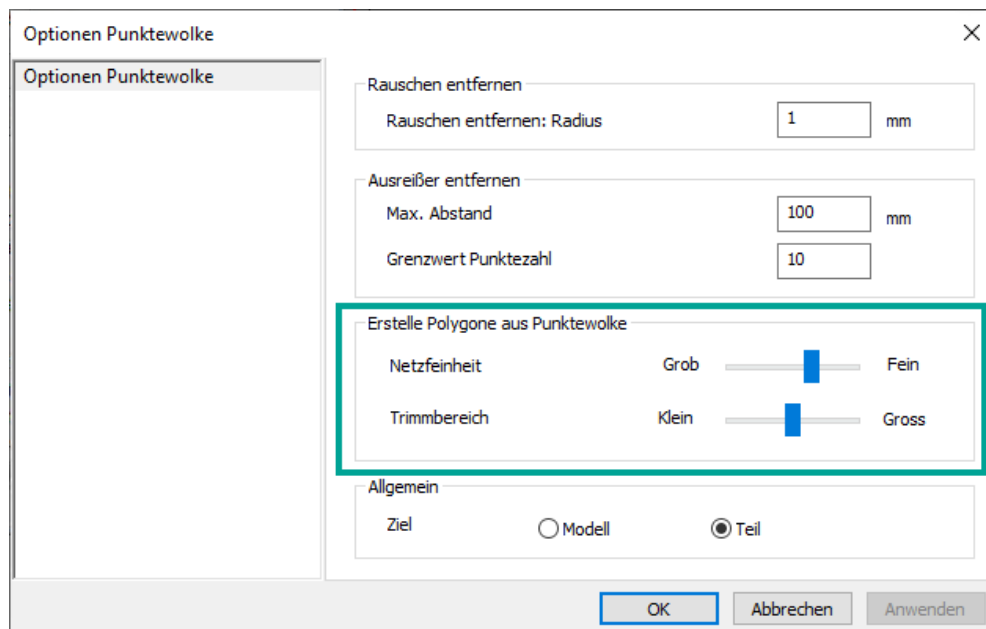 Optionen Punktewolke
Optionen Punktewolke
Rauschen entfernen
Rauschen entfernen: Radius 1 mm
Ausreißer entfernen
Max. Abstand 100 mm
Grenzwert Punktezahl 10
Erstelle Polygone aus Punktewolke
Netzfeinheit Grob Fein
Trimmbereich Klein Gross
Allgemein
Ziel Modell Teil
OK Abbrechen Anwenden